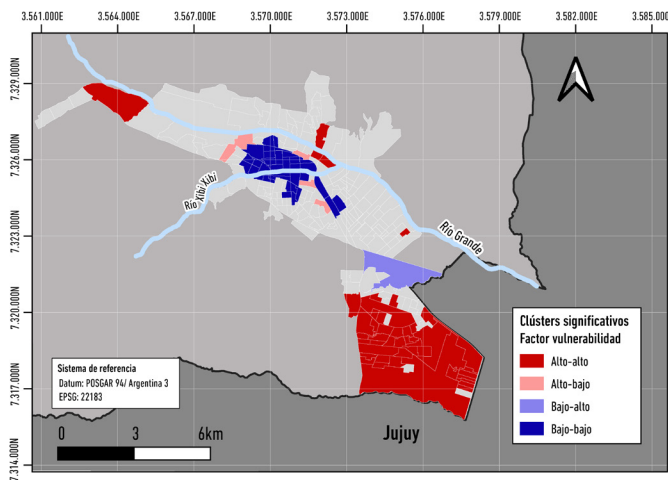 3.561.000E 3.564.000E 3.567.000E 3.570.000E 3.573.000E 3.576.000E 3.579.000E 3.582.000E 3.585.000E
7.329.000N
7.326.000N
7.323.000N
7.320.000N
7.317.000N
7.314.000N
Río Xibi Xibi
Río Grande
Clústers significativos
Factor vulnerabilidad
Alto-alto
Alto-bajo
Bajo-alto
Bajo-bajo
Sistema de referencia
Datum: POSGAR 94/ Argentina 3
EPSG: 22183
0 3 6km
Jujuy